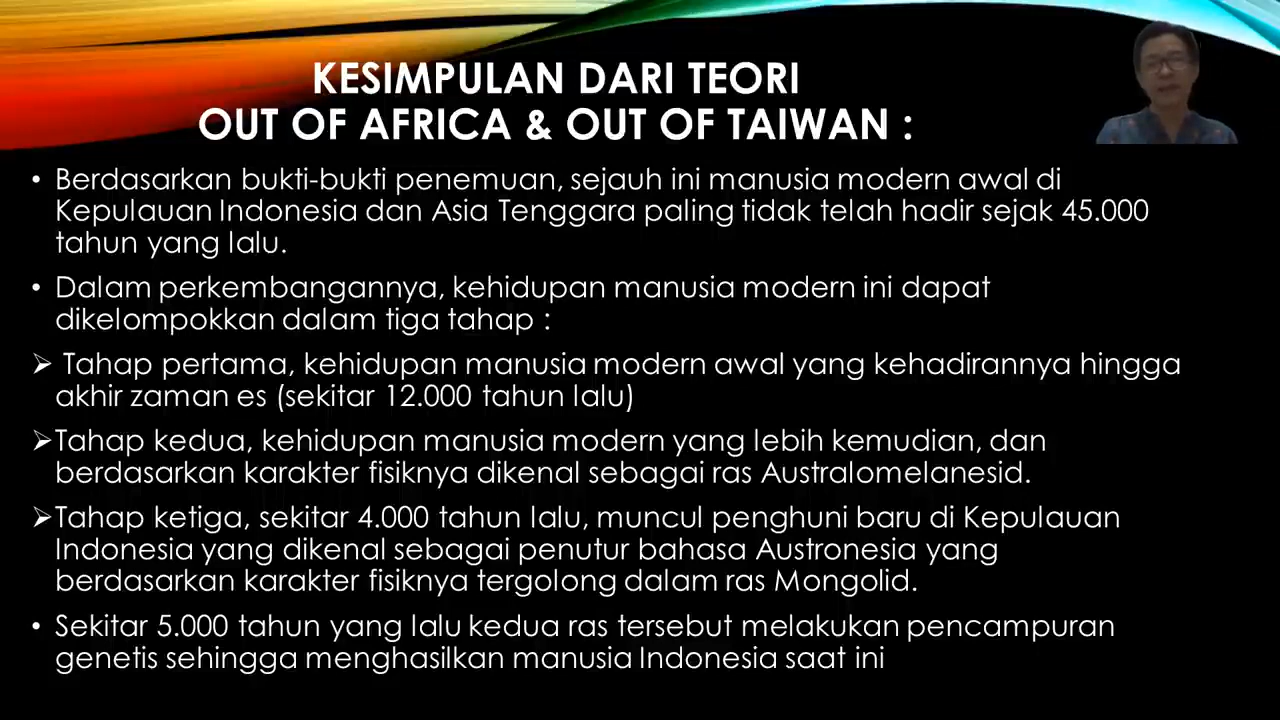 KESIMPULAN DARI TEORI
OUT OF AFRICA & OUT OF TAIWAN :
• Berdasarkan bukti-bukti penemuan, sejauh ini manusia modern awal di
Kepulauan Indonesia dan Asia Tenggara paling tidak telah hadir sejak 45.000
tahun yang lalu.
• Dalam perkembangannya, kehidupan manusia modern ini dapat
dikelompokkan dalam tiga tahap :
➢ Tahap pertama, kehidupan manusia modern awal yang kehadirannya hingga
akhir zaman es (sekitar 12.000 tahun lalu)
➢Tahap kedua, kehidupan manusia modern yang lebih kemudian, dan
berdasarkan karakter fisiknya dikenal sebagai ras Australomelanesid.
➢Tahap ketiga, sekitar 4.000 tahun lalu, muncul penghuni baru di Kepulauan
Indonesia yang dikenal sebagai penutur bahasa Austronesia yang
berdasarkan karakter fisiknya tergolong dalam ras Mongolid.
• Sekitar 5.000 tahun yang lalu kedua ras tersebut melakukan pencampuran
genetis sehingga menghasilkan manusia Indonesia saat ini